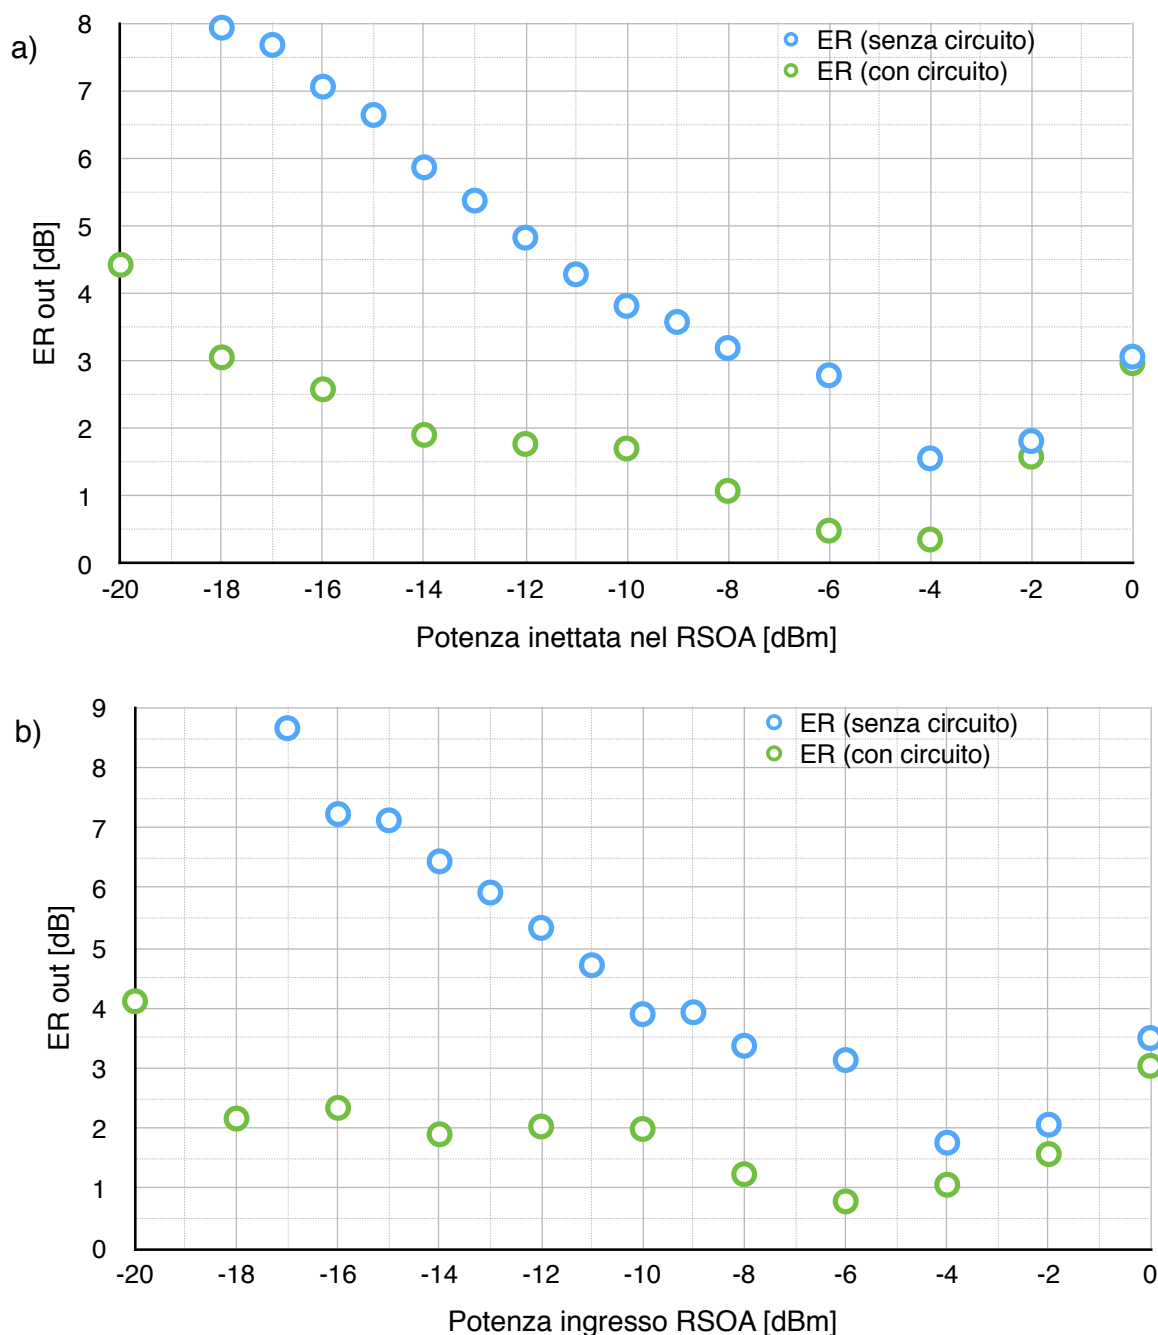 a)
ER (senza circuito)
ER (con circuito)
8
7
6
5
4
3
2
1
0
ER out [dB]
-20 -18 -16 -14 -12 -10 -8 -6 -4 -2 0
Potenza inettata nel RSOA [dBm]
b)
ER (senza circuito)
ER (con circuito)
9
8
7
6
5
4
3
2
1
0
ER out [dB]
-20 -18 -16 -14 -12 -10 -8 -6 -4 -2 0
Potenza ingresso RSOA [dBm]